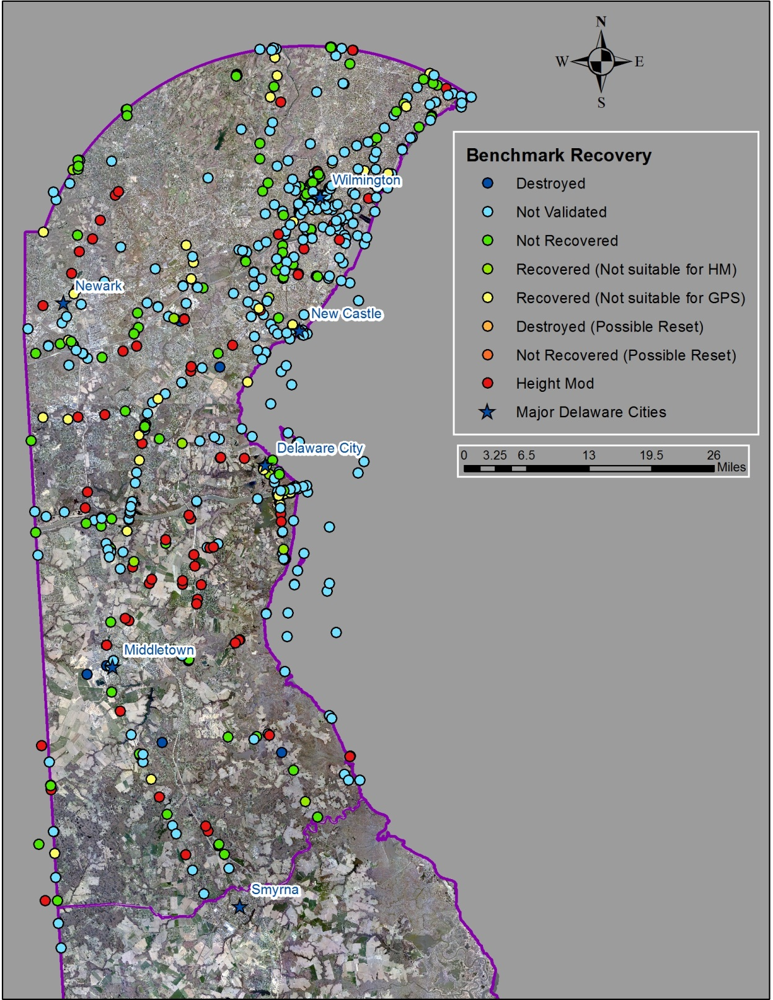 N
W E
S
Benchmark Recovery
Destroyed
Not Validated
Not Recovered
Recovered (Not suitable for HM)
Recovered (Not suitable for GPS)
Destroyed (Possible Reset)
Not Recovered (Possible Reset)
Height Mod
Major Delaware Cities
0 3.25 6.5 13 19.5 26
Miles
Wilmington
Newark
New Castle
Delaware City
Middletown
Smyrna